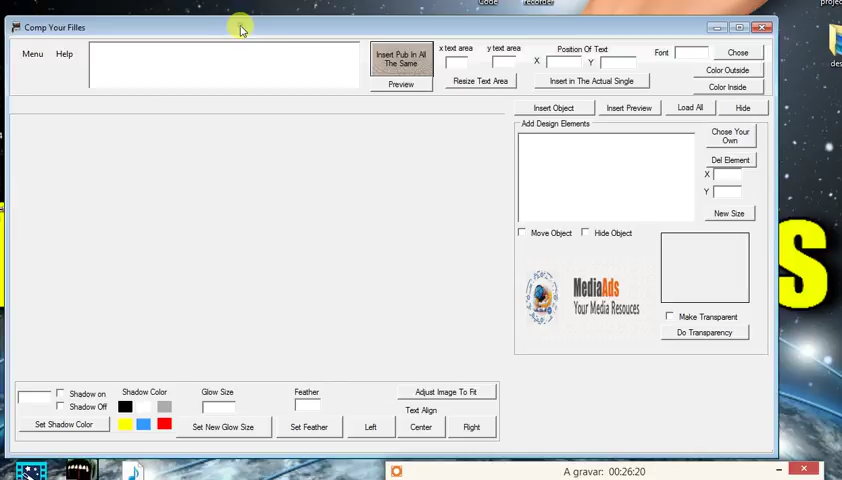 Code
recorder
projec
Comp Your Filles
Menu
Help
Insert Pub In All
The Same
Preview
x text area
y text area
Resize Text Area
Position Of Text
X
Y
Insert in The Actual Single
Font
Chose
Color Outside
Color Inside
Insert Object
Insert Preview
Load All
Hide
Add Design Elements
Chose Your
Own
Del Element
X
Y
New Size
Move Object
Hide Object
MediaAds
Your Media Resouces
Make Transparent
Do Transparency
Shadow on
Shadow Off
Set Shadow Color
Shadow Color
Glow Size
Set New Glow Size
Feather
Set Feather
Adjust Image To Fit
Text Align
Left
Center
Right
S
des
A gravar: 00:26:20